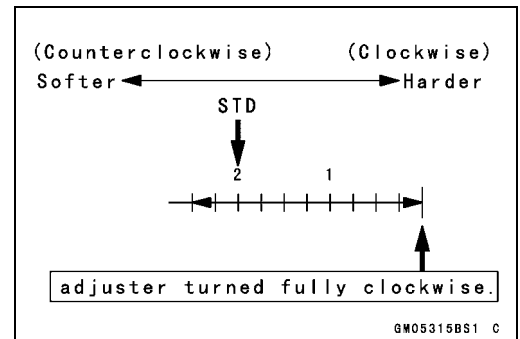 (Counterclockwise) (Clockwise)
Softer Harder
STD
2 1
adjuster turned fully clockwise.
GM05315BS1 C